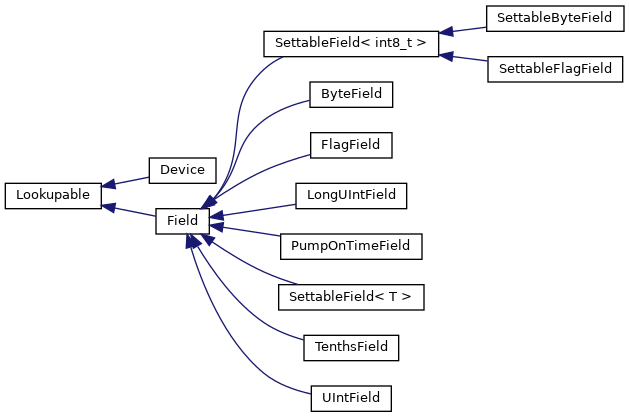 SettableByteField
SettableField< int8_t >
SettableFlagField
ByteField
FlagField
Device
Lookupable
LongUIntField
Field
PumpOnTimeField
SettableField< T >
TenthsField
UIntField